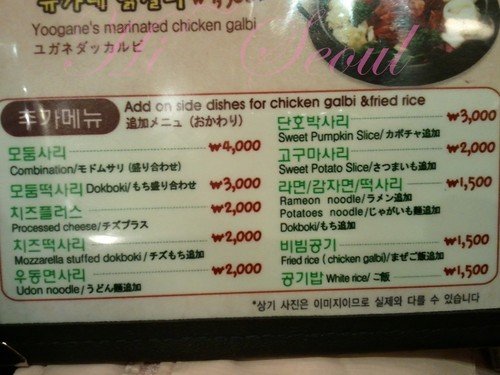 유가네 닭갈비
Yoogane's marinated chicken galbi
ユガネダッカルビ
Seoul
추가메뉴 Add on side dishes for chicken galbi &fried rice
追加メニュー (おかわり)
모둠사리 ₩4,000
Combination/モドムサリ (盛り合わせ)
모둠떡사리 Dokboki/もち盛り合わせ ₩3,000
치즈플러스 ₩2,000
Processed cheese/チズプラス
치즈떡사리 ₩2,000
Mozzarella stuffed dokboki/チズもち追加
우동면사리 ₩2,000
Udon noodle/うどん麺追加
단호박사리 ₩3,000
Sweet Pumpkin Slice/カボチャ追加
고구마사리 ₩2,000
Sweet Potato Slice/さつまいも追加
라면/감자면/떡사리 ₩1,500
Rameon noodle/ラーメン追加
Potatoes noodle/じゃがいも麺追加
Dokboki/もち追加
비빔공기 ₩1,500
Fried rice ( chicken galbi)/まぜご飯追加
공기밥 White rice/ご飯 ₩1,500
*상기 사진은 이미지이므로 실제와 다를 수 있습니다